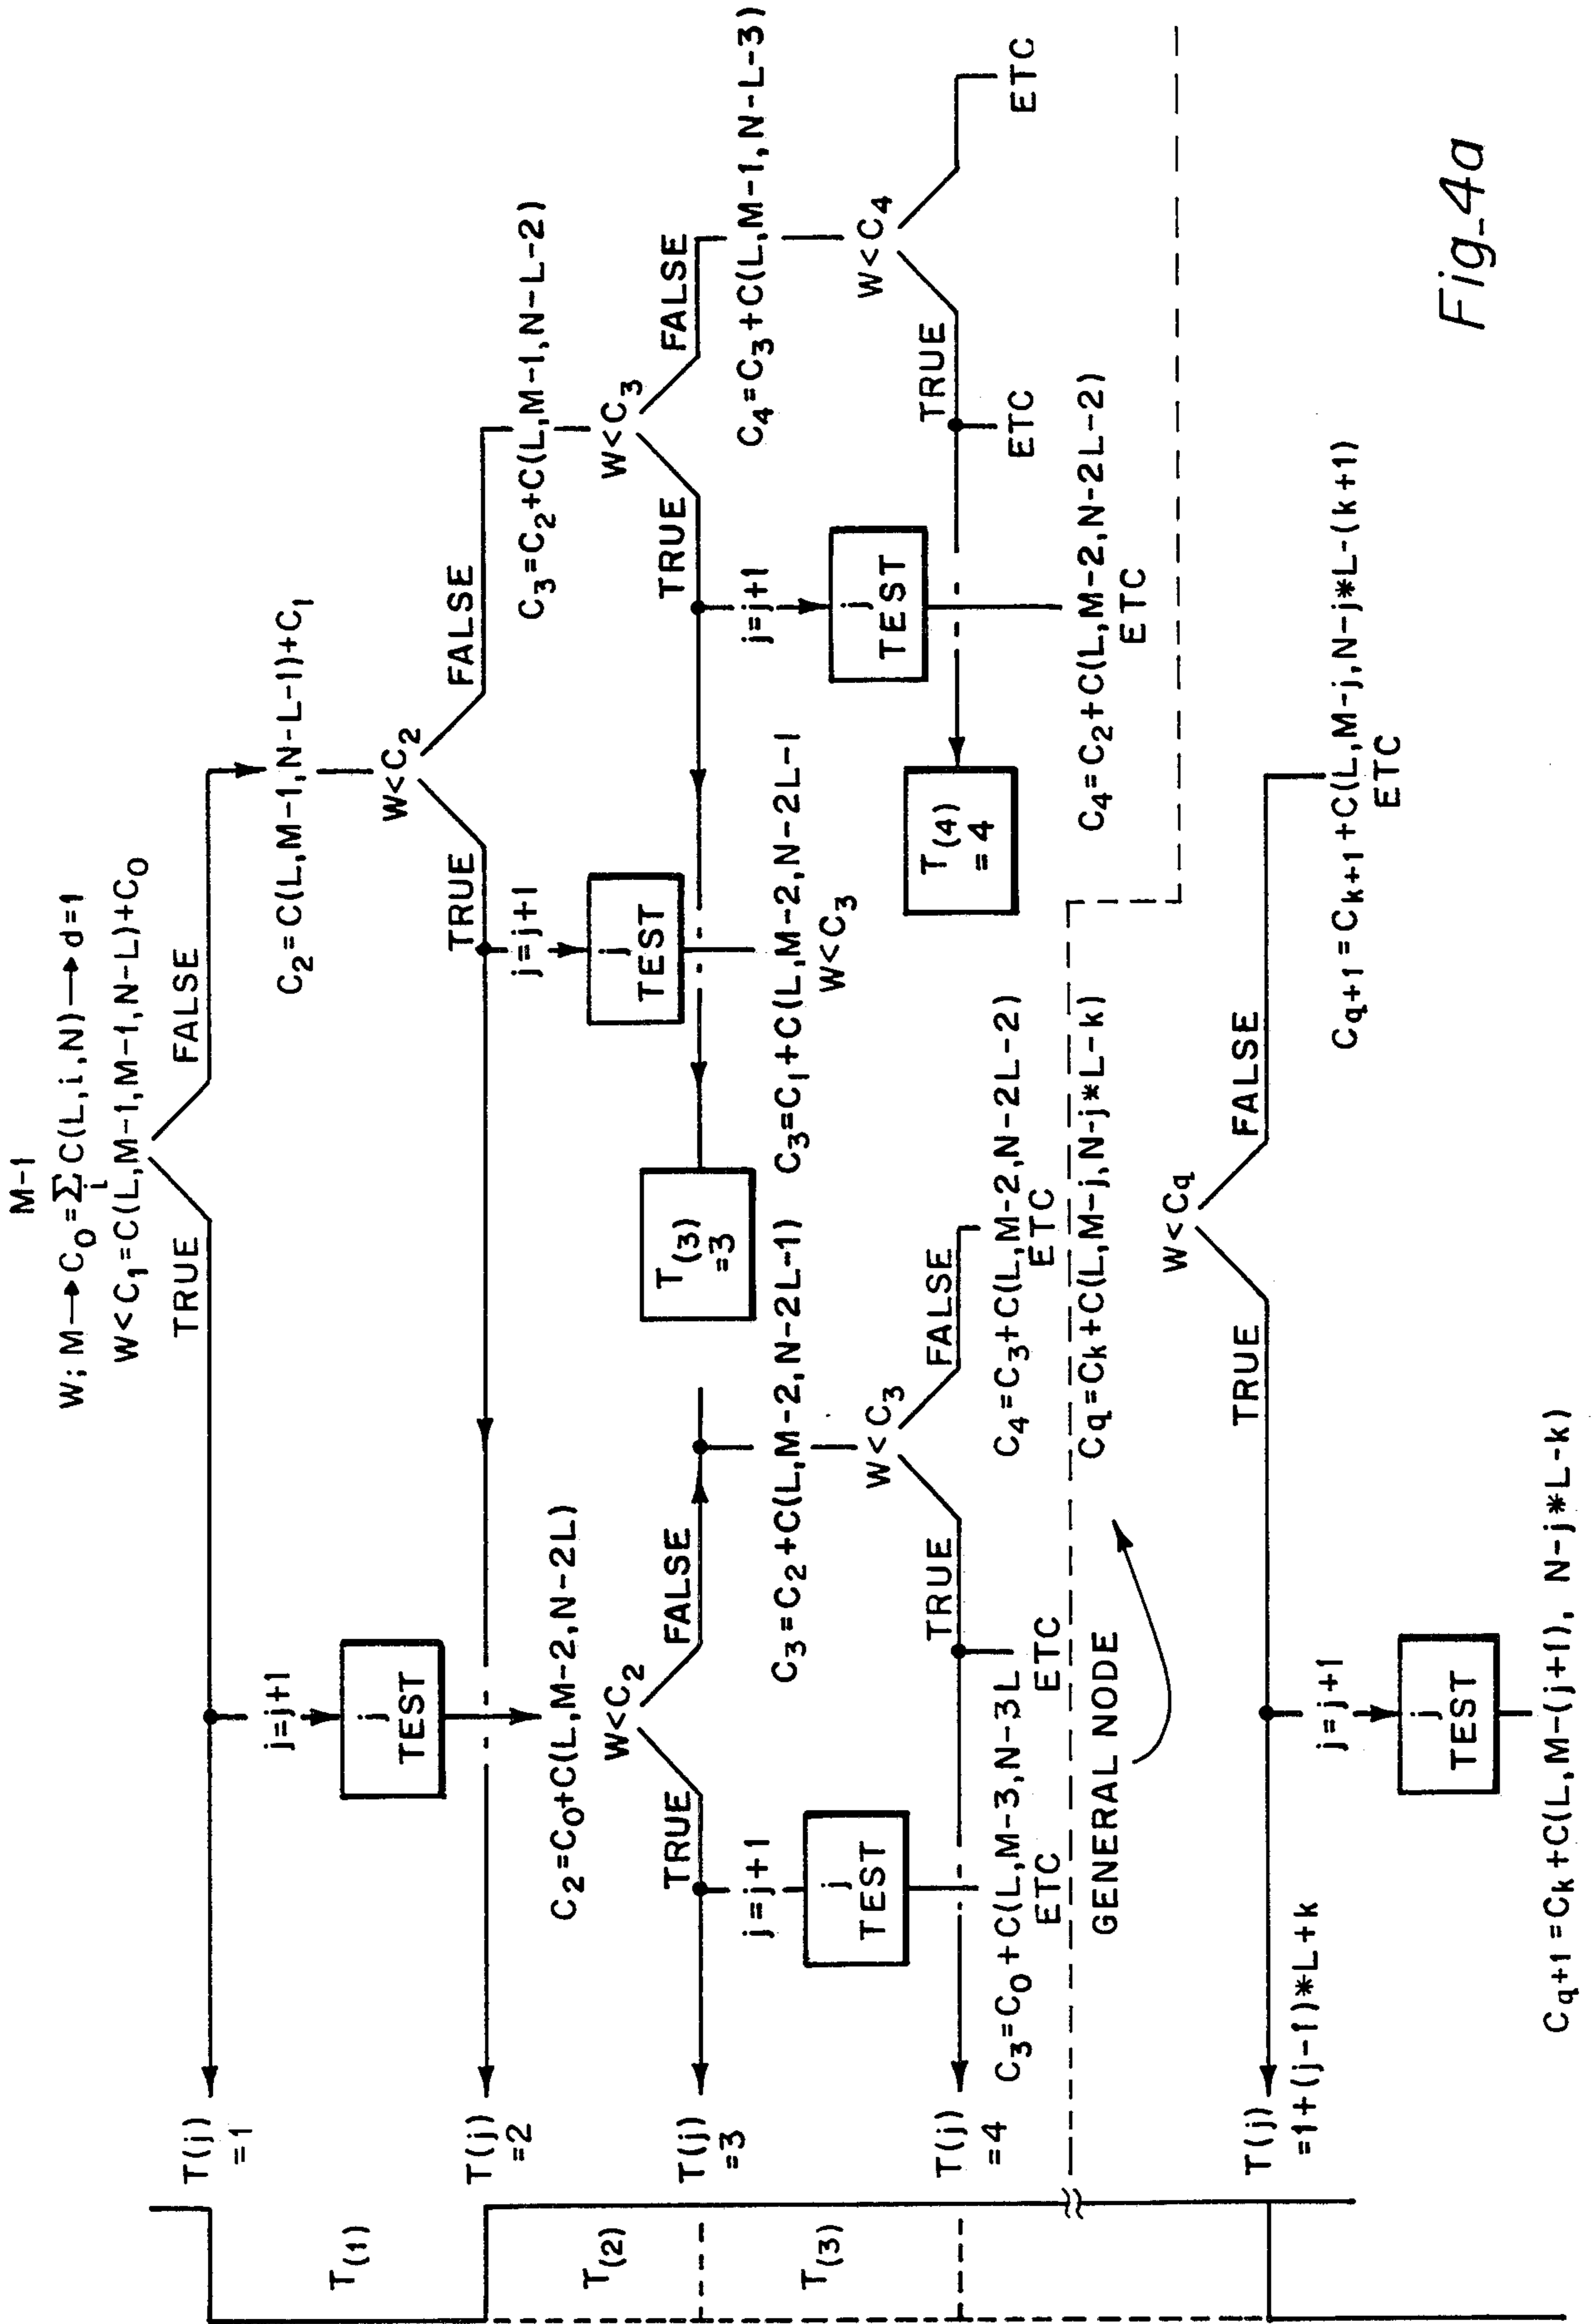 M-1
W; M→C0=ΣC(L,i,N)→d=1
i
W<C1=C(L,M-1,M-1,N-L)+C0
TRUE
FALSE
T(j)
=1
T(1)
j=j+1
j
TEST
C2=C(L,M-1,N-L-1)+C1
W<C2
TRUE
FALSE
T(j)
=2
T(2)
C2=C0+C(L,M-2,N-2L)
W<C2
TRUE
FALSE
j=j+1
j
TEST
C3=C2+C(L,M-1,N-L-2)
W<C3
TRUE
FALSE
T(j)
=3
T(3)
T(3)
=3
j=j+1
j
TEST
C3=C2+C(L,M-2,N-2L-1)
W<C3
TRUE
FALSE
C3=C1+C(L,M-2,N-2L-1
W<C3
j=j+1
j
TEST
C4=C3+C(L,M-1,N-L-3)
W<C4
TRUE
FALSE
T(j)
=4
T(4)
=4
ETC
ETC
C3=C0+C(L,M-3,N-3L
ETC
ETC
C4=C3+C(L,M-2,N-2L-2)
ETC
C4=C2+C(L,M-2,N-2L-2)
ETC
GENERAL NODE
Cq=Ck+C(L,M-j,N-j*L-k)
W<Cq
TRUE
FALSE
T(j)
=1+(j-1)*L+k
j=j+1
j
TEST
Cq+1=Ck+1+C(L,M-j,N-j*L-(k+1)
ETC
Cq+1=Ck+C(L,M-(j+1), N-j*L-k)
Fig_4a